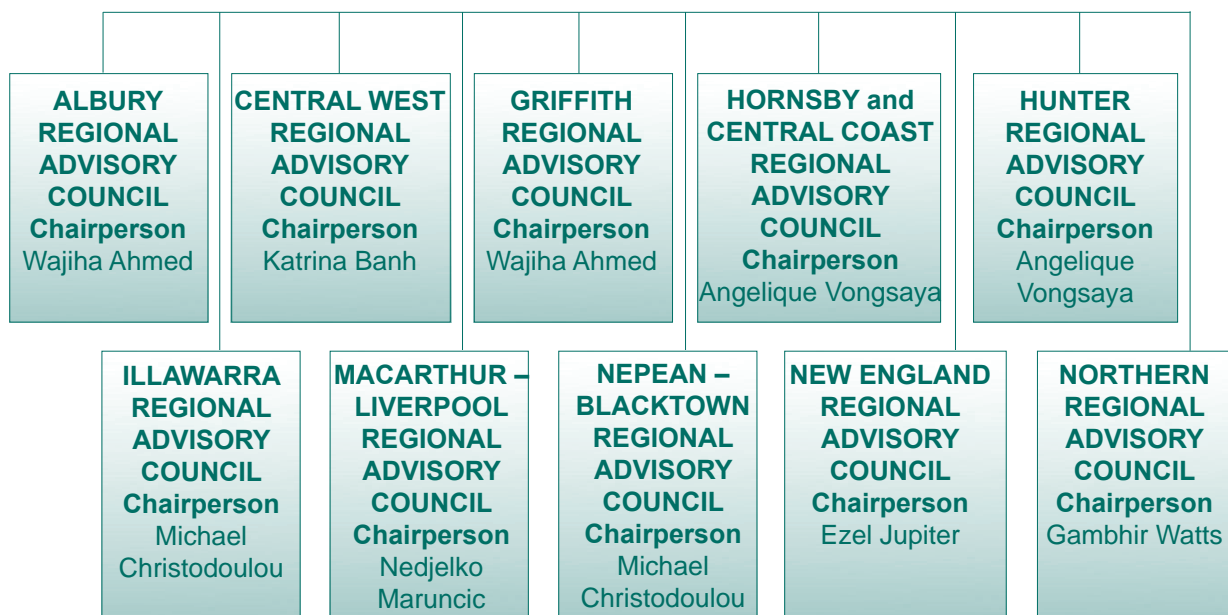 ALBURY
REGIONAL
ADVISORY
COUNCIL
Chairperson
Wajiha Ahmed
CENTRAL WEST
REGIONAL
ADVISORY
COUNCIL
Chairperson
Katrina Banh
GRIFFITH
REGIONAL
ADVISORY
COUNCIL
Chairperson
Wajiha Ahmed
HORNSBY and
CENTRAL COAST
REGIONAL
ADVISORY
COUNCIL
Chairperson
Angelique Vongsaya
HUNTER
REGIONAL
ADVISORY
COUNCIL
Chairperson
Angelique
Vongsaya
ILLAWARRA
REGIONAL
ADVISORY
COUNCIL
Chairperson
Michael
Christodoulou
MACARTHUR –
LIVERPOOL
REGIONAL
ADVISORY
COUNCIL
Chairperson
Nedjelko
Maruncic
NEPEAN –
BLACKTOWN
REGIONAL
ADVISORY
COUNCIL
Chairperson
Michael
Christodoulou
NEW ENGLAND
REGIONAL
ADVISORY
COUNCIL
Chairperson
Ezel Jupiter
NORTHERN
REGIONAL
ADVISORY
COUNCIL
Chairperson
Gambhir Watts